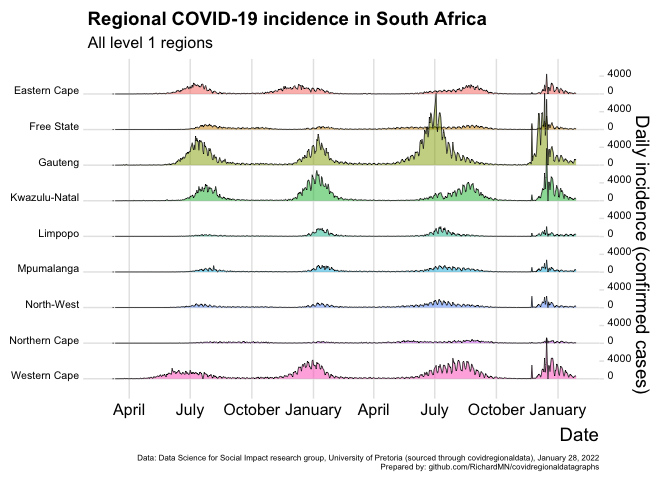 Regional COVID-19 incidence in South Africa
All level 1 regions
Eastern Cape
Free State
Gauteng
Kwazulu-Natal
Limpopo
Mpumalanga
North-West
Northern Cape
Western Cape
4000
0
4000
0
4000
0
4000
0
4000
0
4000
0
4000
0
4000
0
4000
0
Daily incidence (confirmed cases)
April July October January April July October January
Date
Data: Data Science for Social Impact research group, University of Pretoria (sourced through covidregionaldata), January 28, 2022
Prepared by: github.com/RichardMN/covidregionaldatagraphs